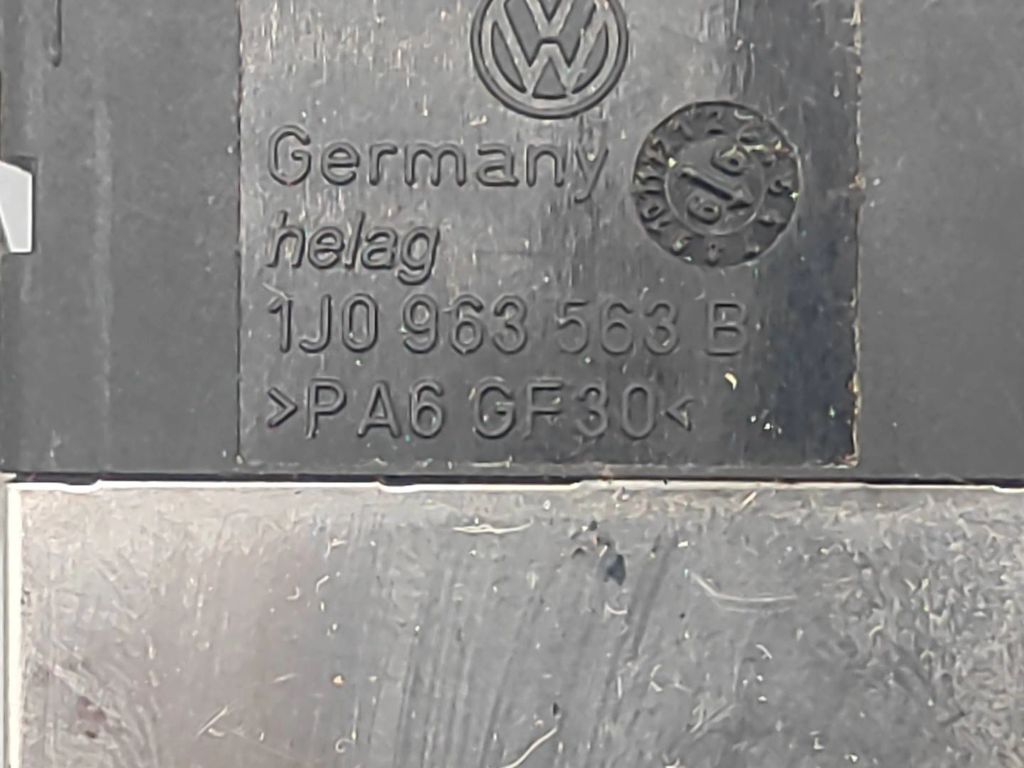 Germany
helag
1J0 963 563 B
>PA6 GF30<